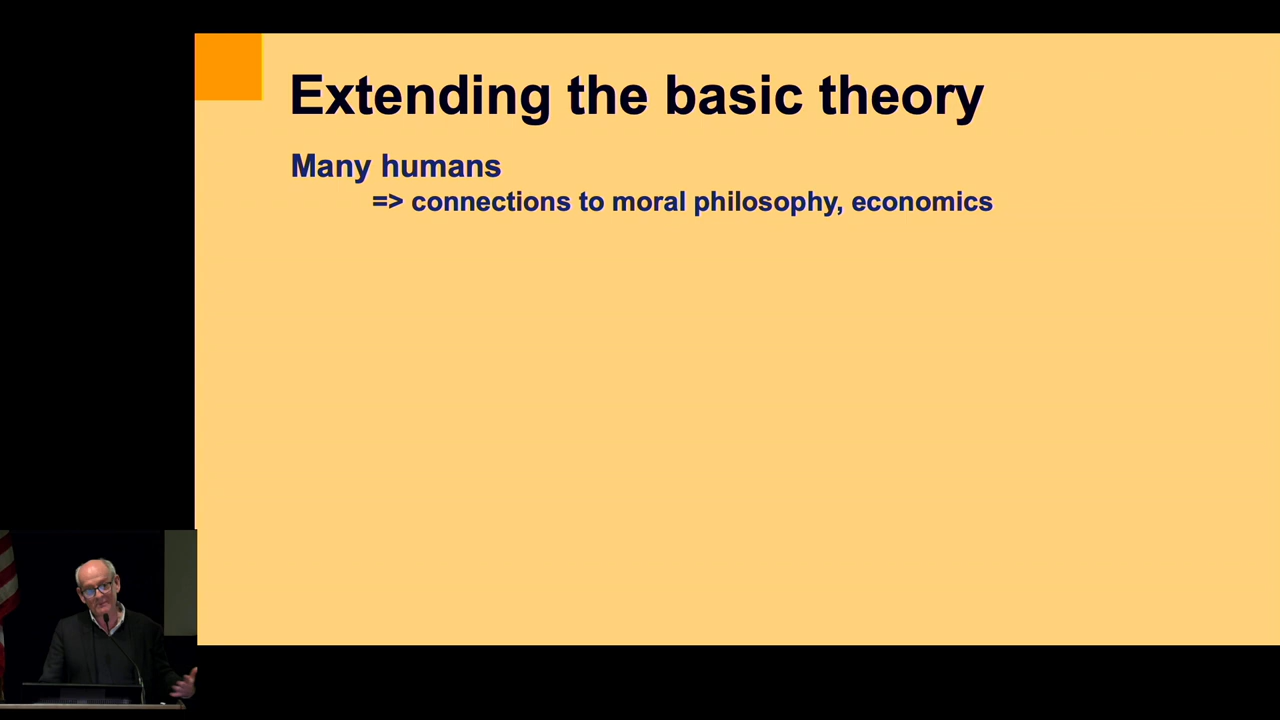 Extending the basic theory
Many humans
=> connections to moral philosophy, economics